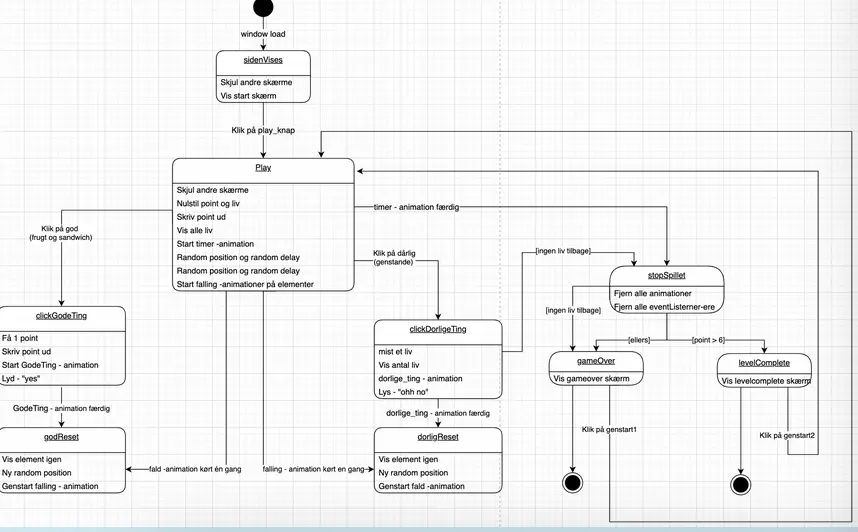 window load
sidenVises
Skjul andre skærme
Vis start skærm
Klik på play_knap
Play
Skjul andre skærme
Nulstil point og liv
Skriv point ud
Vis alle liv
Start timer -animation
Random position og random delay
Random position og random delay
Start falling -animationer på elementer
timer - animation færdig
Klik på god
(frugt og sandwich)
Klik på dårlig
(genstande)
[ingen liv tilbage]
stopSpillet
Fjern alle animationer
Fjern alle eventListerner-ere
[ingen liv tilbage]
[ellers]
[point > 6]
clickGodeTing
Få 1 point
Skriv point ud
Start GodeTing - animation
Lyd - "yes"
clickDorligeTing
mist et liv
Vis antal liv
dorlige_ting - animation
Lys - "ohh no"
gameOver
Vis gameover skærm
levelComplete
Vis levelcomplete skærm
GodeTing - animation færdig
dorlige_ting - animation færdig
Klik på genstart1
Klik på genstart2
godReset
Vis element igen
Ny random position
Genstart falling - animation
fald -animation kørt én gang
falling - animation kørt en gang
dorligReset
Vis element igen
Ny random position
Genstart fald -animation